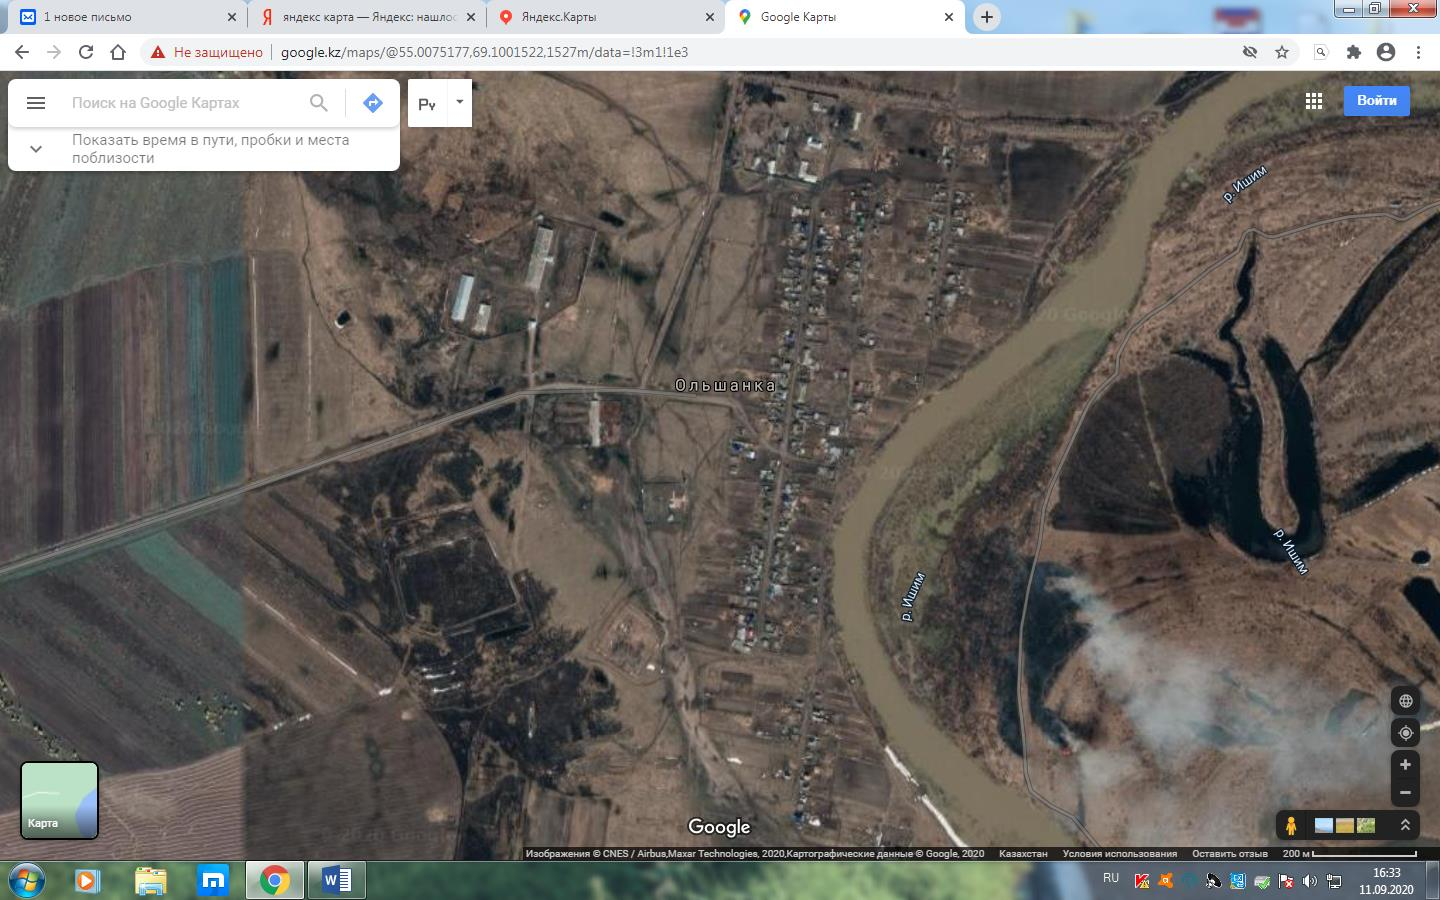 1 новое письмо
яндекс карта — Яндекс: нашлос
Яндекс.Карты
Google Карты
Не защищено
google.kz/maps/@55.0075177,69.1001522,1527m/data=!3m1!1e3
Поиск на Google Картах
Ру
Войти
Показать время в пути, пробки и места
поблизости
р. Ишим
Ольшанка
р. Ишим
р. Ишим
Карта
Google
Изображения © CNES / Airbus,Maxar Technologies, 2020,Картографические данные © Google, 2020 Казахстан Условия использования Оставить отзыв 200 м
RU
16:33
11.09.2020